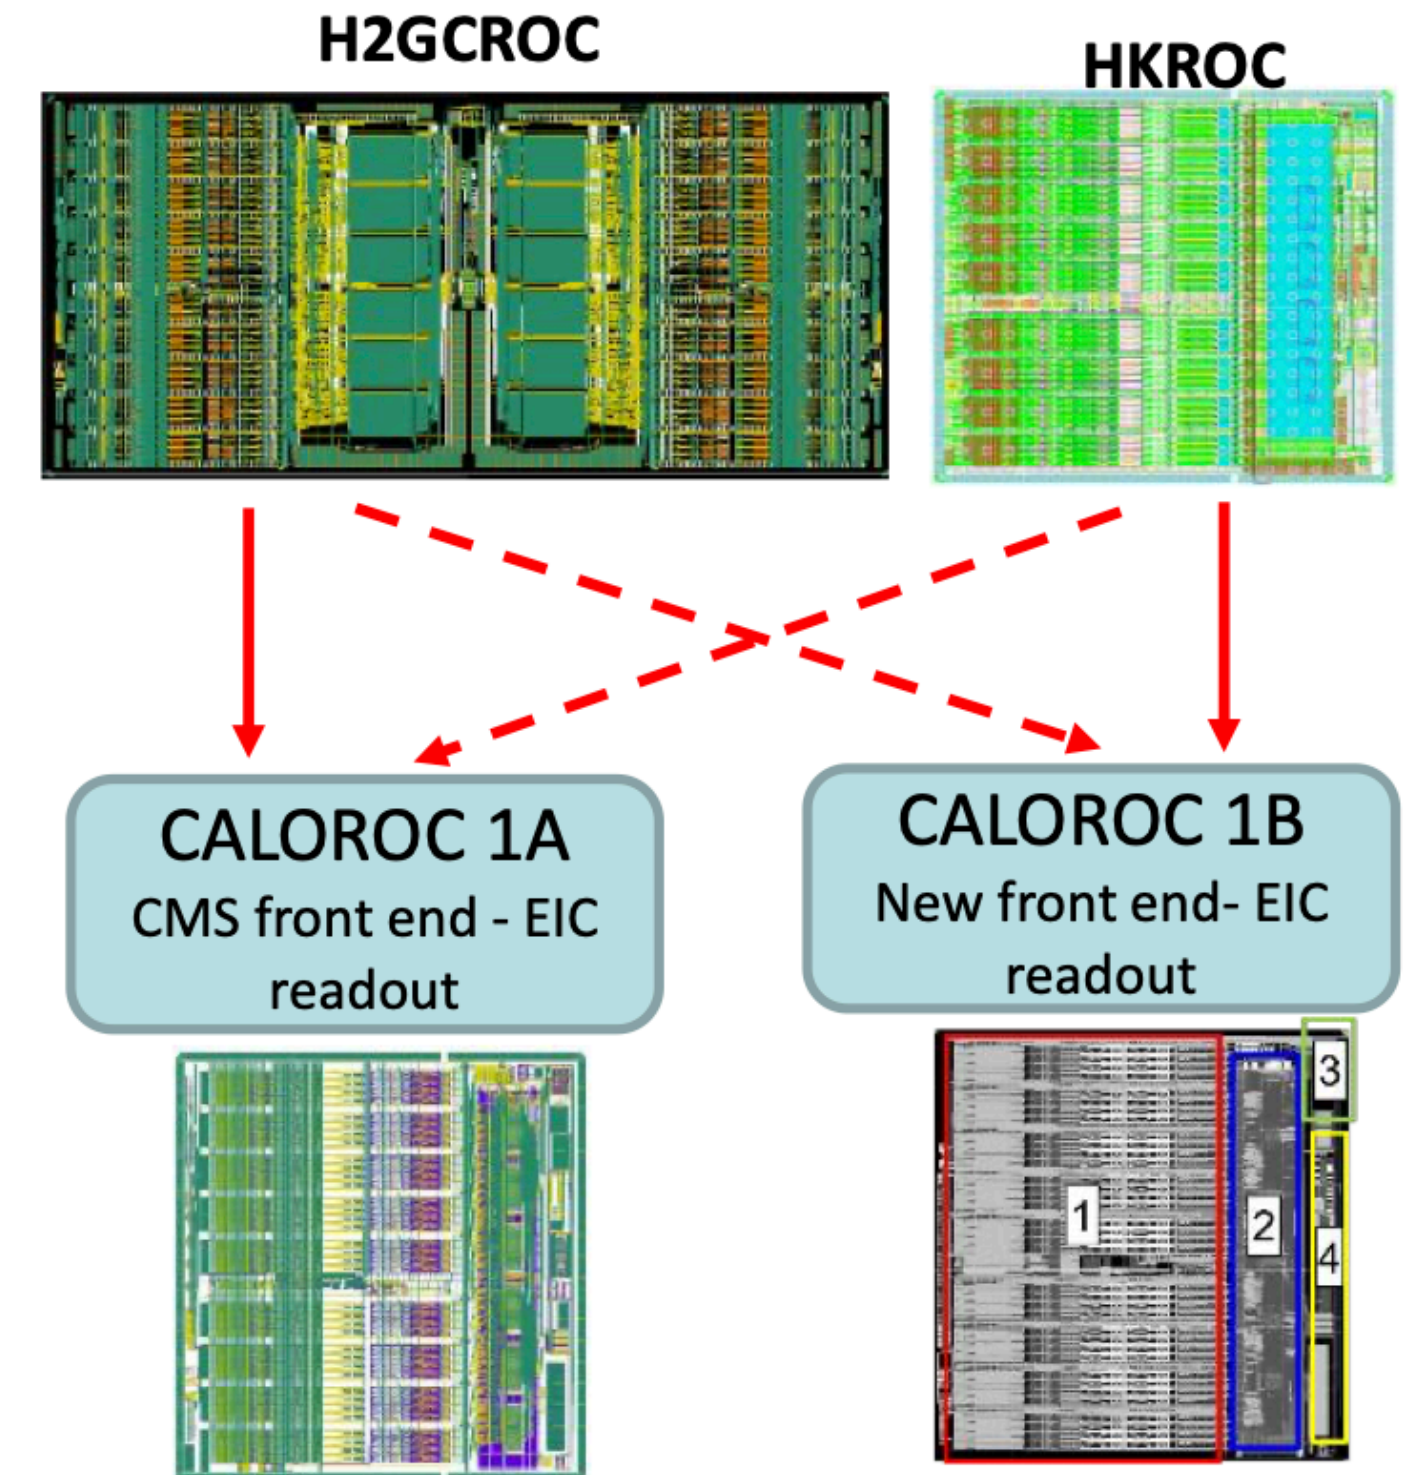 H2GCROC
HKROC
CALOROC 1A
CMS front end - EIC
readout
CALOROC 1B
New front end- EIC
readout
1
2
3
4